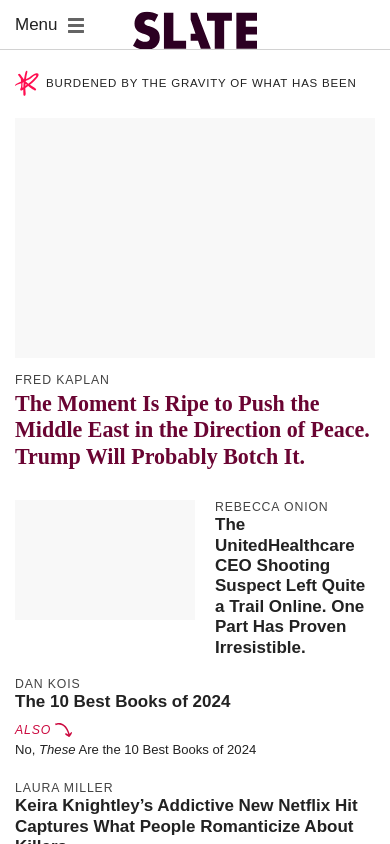 Menu
SLATE
BURDENED BY THE GRAVITY OF WHAT HAS BEEN
FRED KAPLAN
The Moment Is Ripe to Push the
Middle East in the Direction of Peace.
Trump Will Probably Botch It.
REBECCA ONION
The
UnitedHealthcare
CEO Shooting
Suspect Left Quite
a Trail Online. One
Part Has Proven
Irresistible.
DAN KOIS
The 10 Best Books of 2024
ALSO
No, These Are the 10 Best Books of 2024
LAURA MILLER
Keira Knightley’s Addictive New Netflix Hit
Captures What People Romanticize About